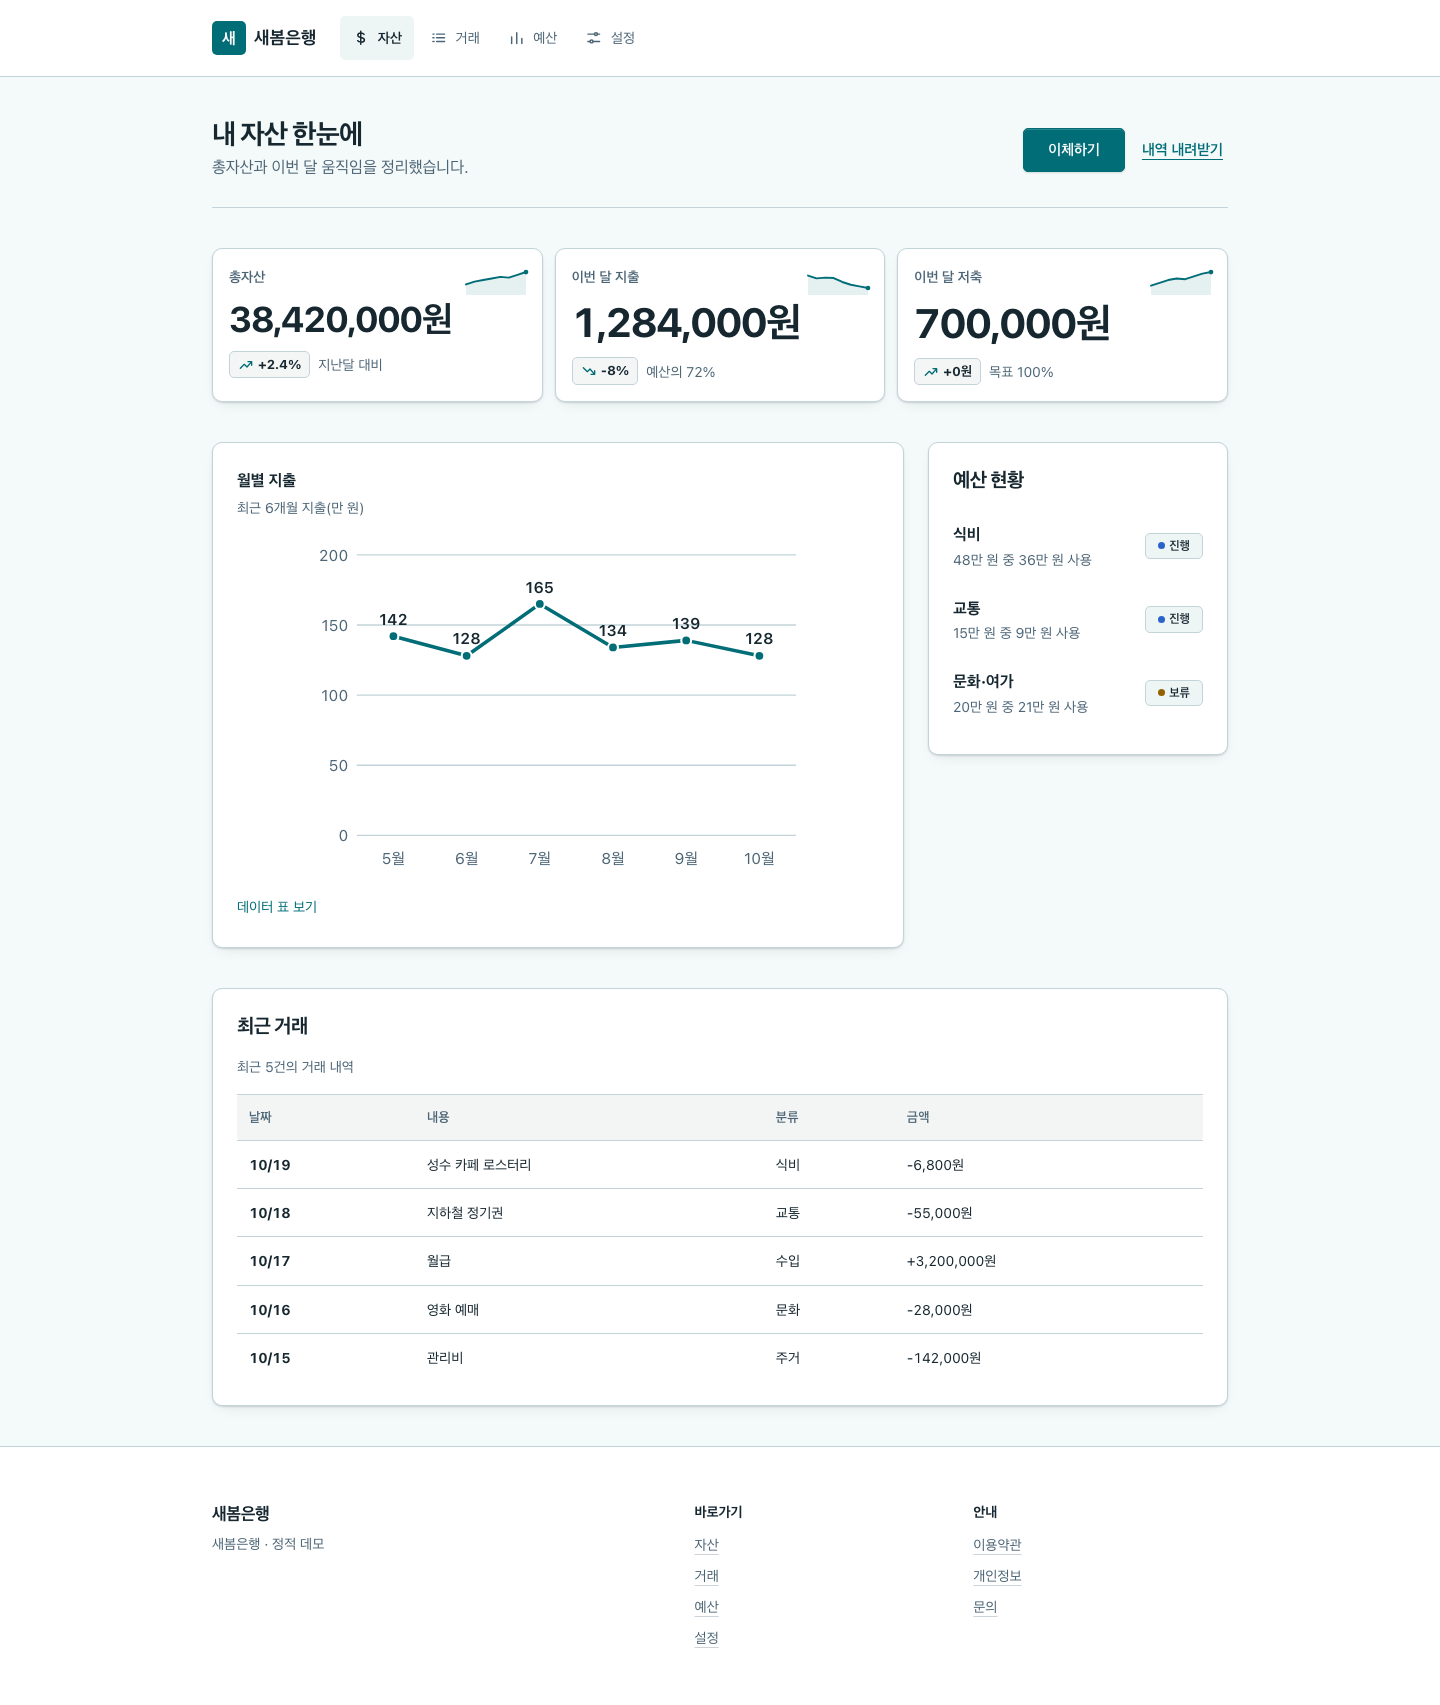 새 새봄은행 $ 자산 거래 예산 설정
내 자산 한눈에
총자산과 이번 달 움직임을 정리했습니다.
이체하기 내역 내려받기
총자산
38,420,000원
+2.4% 지난달 대비
이번 달 지출
1,284,000원
-8% 예산의 72%
이번 달 저축
700,000원
+0원 목표 100%
월별 지출
최근 6개월 지출(만 원)
200
150
100
50
0
142
128
165
134
139
128
5월 6월 7월 8월 9월 10월
데이터 표 보기
예산 현황
식비
48만 원 중 36만 원 사용
진행
교통
15만 원 중 9만 원 사용
진행
문화·여가
20만 원 중 21만 원 사용
보류
최근 거래
최근 5건의 거래 내역
날짜 내용 분류 금액
10/19 성수 카페 로스터리 식비 -6,800원
10/18 지하철 정기권 교통 -55,000원
10/17 월급 수입 +3,200,000원
10/16 영화 예매 문화 -28,000원
10/15 관리비 주거 -142,000원
새봄은행
새봄은행 · 정적 데모
바로가기
자산
거래
예산
설정
안내
이용약관
개인정보
문의